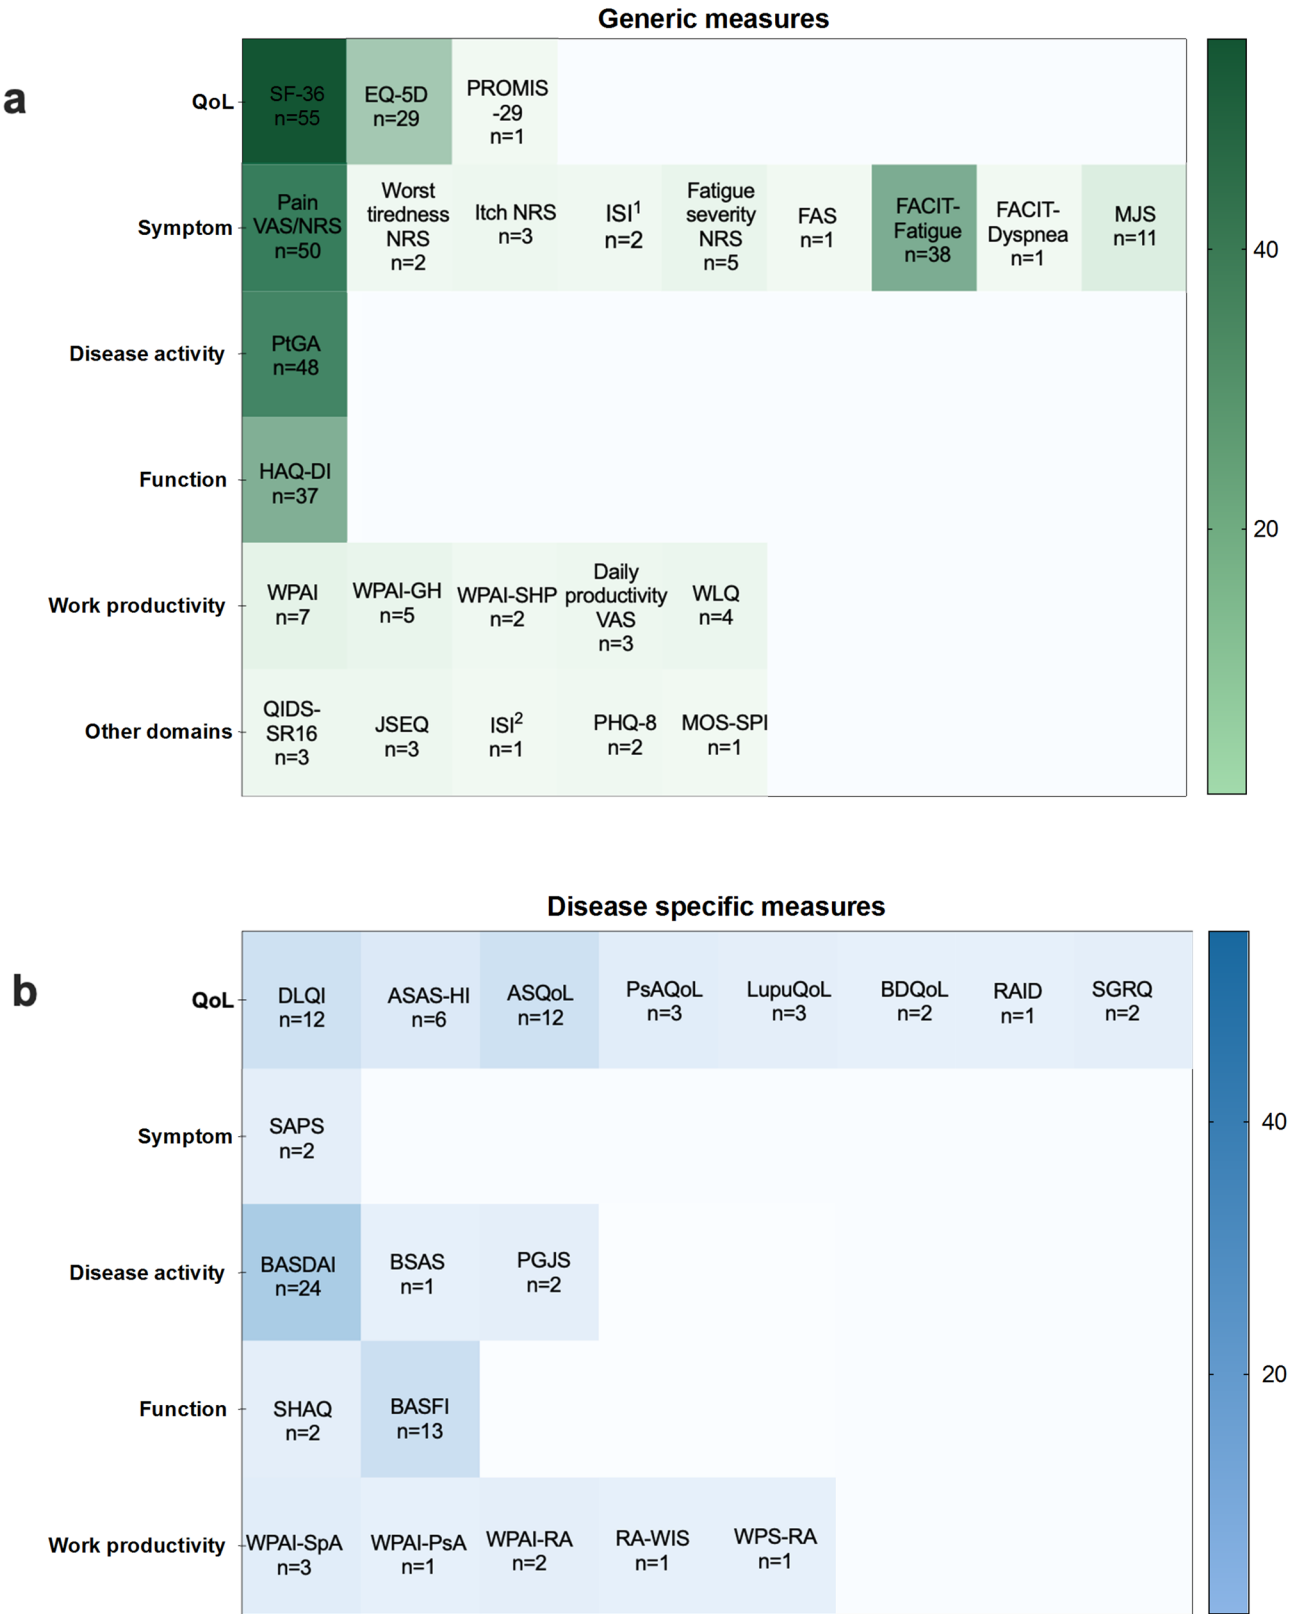 Generic measures
a
QoL
SF-36
n=55
EQ-5D
n=29
PROMIS
-29
n=1
Symptom
Pain
VAS/NRS
n=50
Worst
tiredness
NRS
n=2
Itch NRS
n=3
ISI1
n=2
Fatigue
severity
NRS
n=5
FAS
n=1
FACIT-
Fatigue
n=38
FACIT-
Dyspnea
n=1
MJS
n=11
40
Disease activity
PtGA
n=48
Function
HAQ-DI
n=37
20
Work productivity
WPAI
n=7
WPAI-GH
n=5
WPAI-SHP
n=2
Daily
productivity
VAS
n=3
WLQ
n=4
Other domains
QIDS-
SR16
n=3
JSEQ
n=3
ISI2
n=1
PHQ-8
n=2
MOS-SPI
n=1
Disease specific measures
b
QoL
DLQI
n=12
ASAS-HI
n=6
ASQoL
n=12
PsAQoL
n=3
LupuQoL
n=3
BDQoL
n=2
RAID
n=1
SGRQ
n=2
Symptom
SAPS
n=2
40
Disease activity
BASDAI
n=24
BSAS
n=1
PGJS
n=2
20
Function
SHAQ
n=2
BASFI
n=13
Work productivity
WPAI-SpA
n=3
WPAI-PsA
n=1
WPAI-RA
n=2
RA-WIS
n=1
WPS-RA
n=1